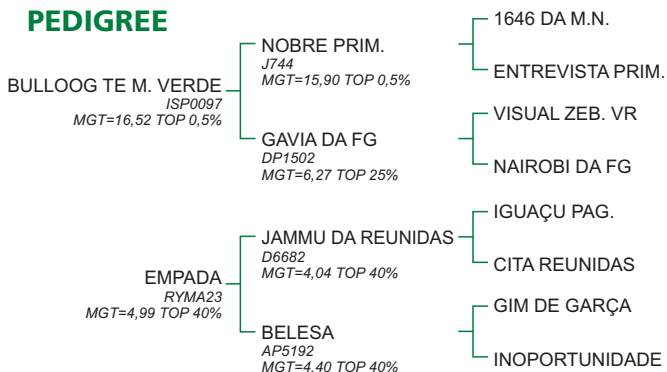 PEDIGREE
BULLOOG TE M. VERDE
ISP0097
MGT=16,52 TOP 0,5%
NOBRE PRIM.
J744
MGT=15,90 TOP 0,5%
1646 DA M.N.
ENTREVISTA PRIM.
GAVIA DA FG
DP1502
MGT=6,27 TOP 25%
VISUAL ZEB. VR
NAIROBI DA FG
EMPADA
RYMA23
MGT=4,99 TOP 40%
JAMMU DA REUNIDAS
D6682
MGT=4,04 TOP 40%
IGUAÇU PAG.
CITA REUNIDAS
BELESA
AP5192
MGT=4,40 TOP 40%
GIM DE GARÇA
INOPORTUNIDADE